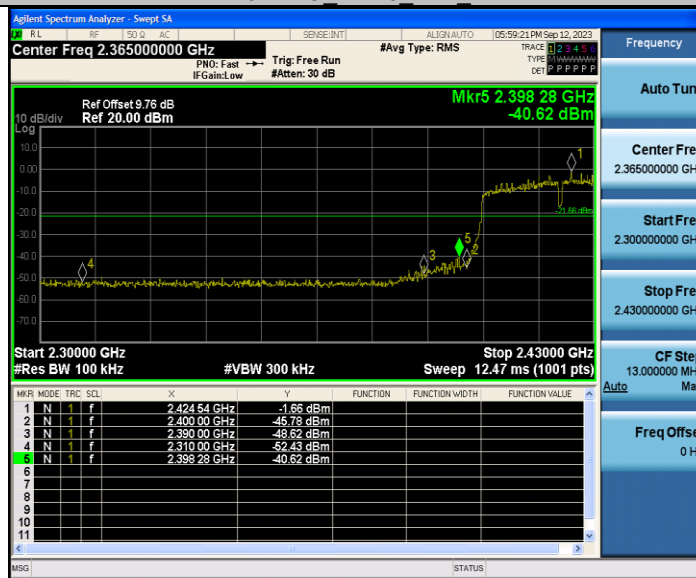 Agilent Spectrum Analyzer - Swept SA
RL RF 50 Ω AC SENSE:INT ALIGN AUTO 05:59:21 PM Sep 12, 2023
Center Freq 2.365000000 GHz #Avg Type: RMS TRACE 1 2 3 4 5 6
PNO: Fast Trig: Free Run TYPE M
IFGain:Low #Atten: 30 dB DET P P P P P P
Frequency
Mkr5 2.398 28 GHz
-40.62 dBm
Ref Offset 9.76 dB
10 dB/div Ref 20.00 dBm
Log
10.0
0.00
-10.0
-20.0
-30.0
-40.0
-50.0
-60.0
-70.0
1
-21.66 dBm
5
2
3
4
Start 2.30000 GHz Stop 2.43000 GHz
#Res BW 100 kHz #VBW 300 kHz Sweep 12.47 ms (1001 pts)
MKR MODE TRC SCL X Y FUNCTION FUNCTION WIDTH FUNCTION VALUE
1 N 1 f 2.424 54 GHz -1.66 dBm
2 N 1 f 2.400 00 GHz -45.78 dBm
3 N 1 f 2.390 00 GHz -48.62 dBm
4 N 1 f 2.310 00 GHz -52.43 dBm
5 N 1 f 2.398 28 GHz -40.62 dBm
6
7
8
9
10
11
MSG STATUS
Auto Tun
Center Fre
2.365000000 GH
Start Fre
2.300000000 GH
Stop Fre
2.430000000 GH
CF Ste
13.000000 MH
Auto Ma
Freq Offse
0 H